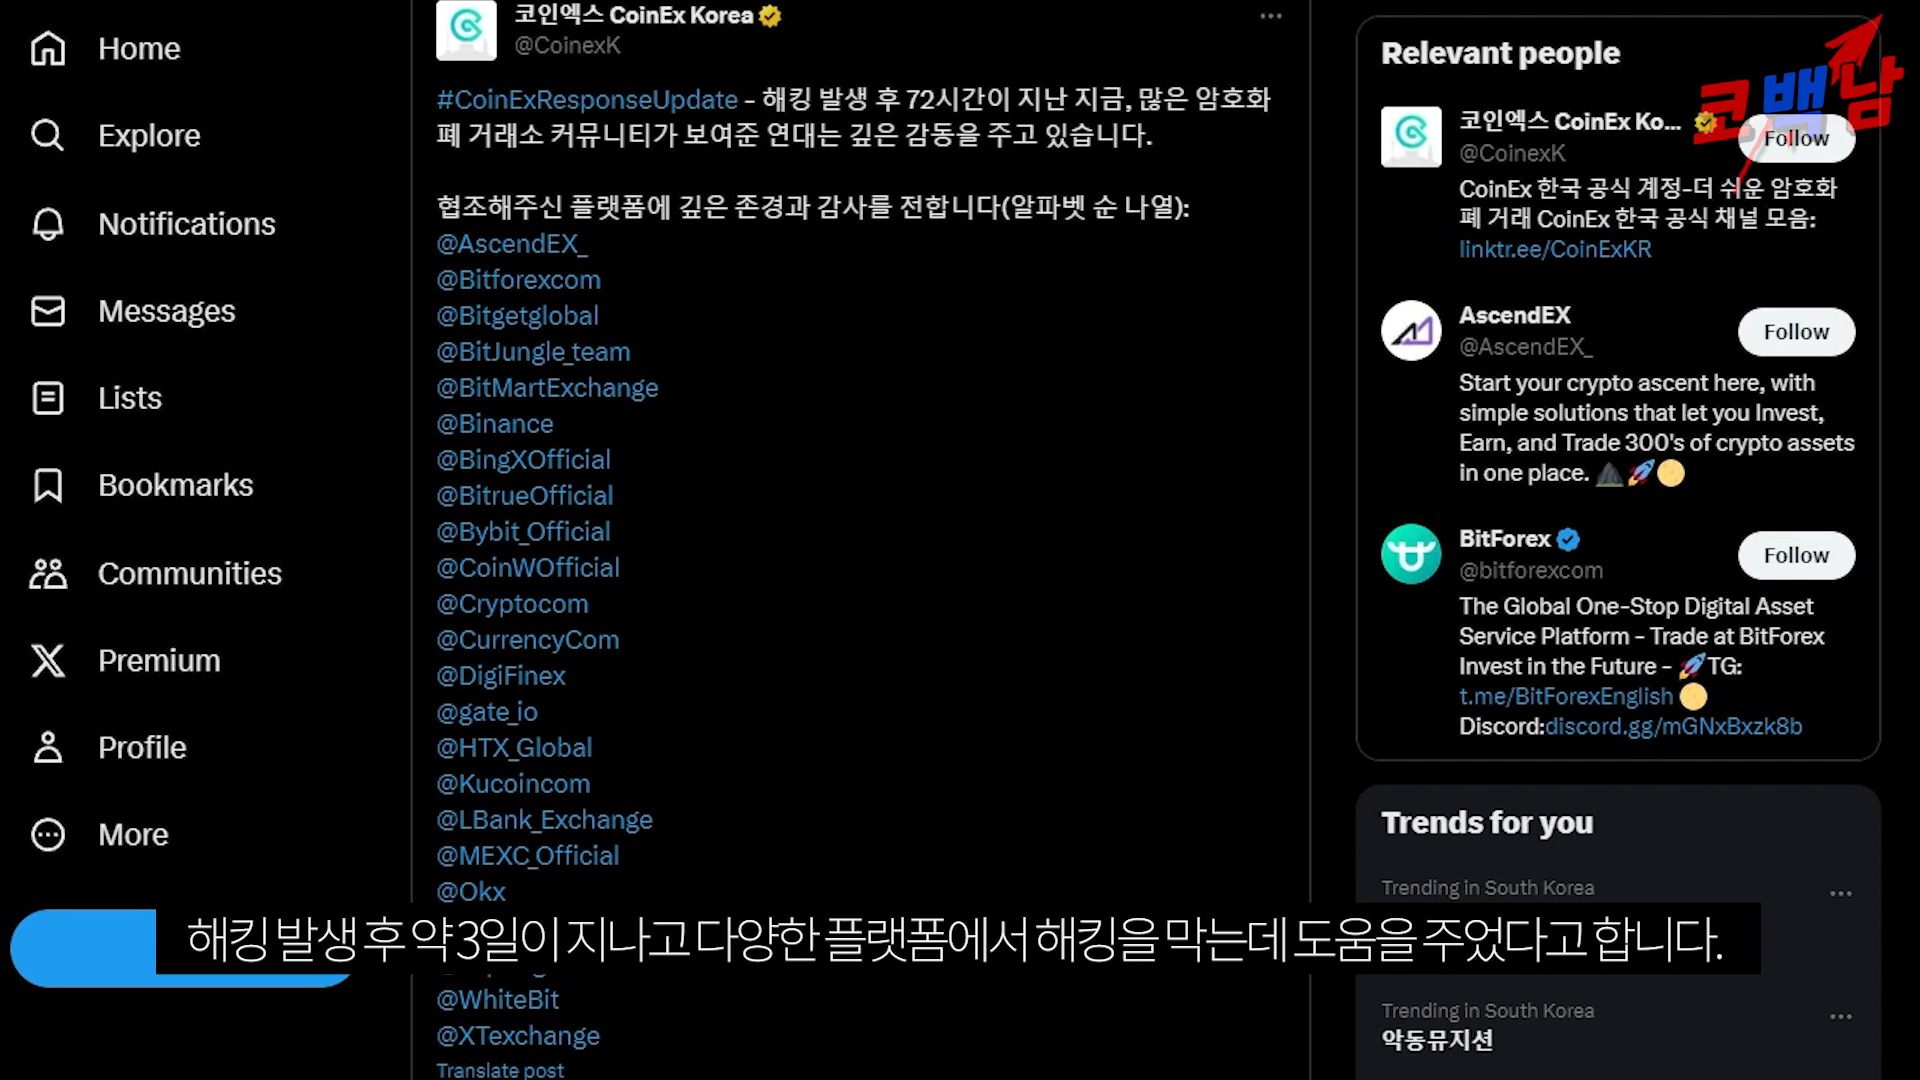 Home
Explore
Notifications
Messages
Lists
Bookmarks
Communities
Premium
Profile
More
코인엑스 CoinEx Korea
@CoinexK
#CoinExResponseUpdate - 해킹 발생 후 72시간이 지난 지금, 많은 암호화
폐 거래소 커뮤니티가 보여준 연대는 깊은 감동을 주고 있습니다.
협조해주신 플랫폼에 깊은 존경과 감사를 전합니다(알파벳 순 나열):
@AscendEX_
@Bitforexcom
@Bitgetglobal
@BitJungle_team
@BitMartExchange
@Binance
@BingXOfficial
@BitrueOfficial
@Bybit_Official
@CoinWOfficial
@Cryptocom
@CurrencyCom
@DigiFinex
@gate_io
@HTX_Global
@Kucoincom
@LBank_Exchange
@MEXC_Official
@Okx
@WhiteBit
@XTexchange
Translate post
Relevant people
코백남
코인엑스 CoinEx Ko...
Follow
@CoinexK
CoinEx 한국 공식 계정-더 쉬운 암호화
폐 거래 CoinEx 한국 공식 채널 모음:
linktr.ee/CoinExKR
AscendEX
Follow
@AscendEX_
Start your crypto ascent here, with
simple solutions that let you Invest,
Earn, and Trade 300's of crypto assets
in one place.
BitForex
Follow
@bitforexcom
The Global One-Stop Digital Asset
Service Platform - Trade at BitForex
Invest in the Future - TG:
t.me/BitForexEnglish
Discord:discord.gg/mGNxBxzk8b
Trends for you
Trending in South Korea
Trending in South Korea
악동뮤지션
해킹 발생 후 약 3일이 지나고 다양한 플랫폼에서 해킹을 막는데 도움을 주었다고 합니다.